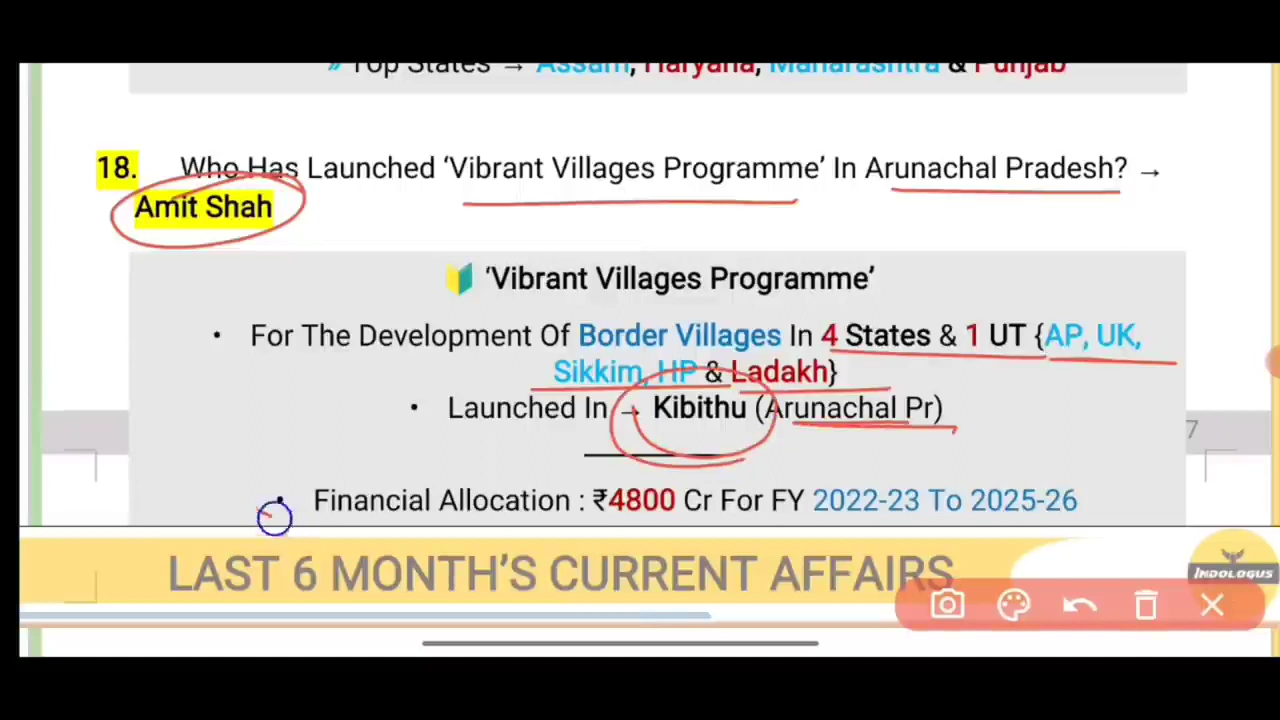 » Top States → Assam, Haryana, Maharashtra & Punjab
18. Who Has Launched ‘Vibrant Villages Programme’ In Arunachal Pradesh? →
Amit Shah
‘Vibrant Villages Programme’
• For The Development Of Border Villages In 4 States & 1 UT {AP, UK,
Sikkim, HP & Ladakh}
• Launched In → Kibithu (Arunachal Pr)
7
• Financial Allocation : ₹4800 Cr For FY 2022-23 To 2025-26
LAST 6 MONTH’S CURRENT AFFAIRS
INDOLOGUS